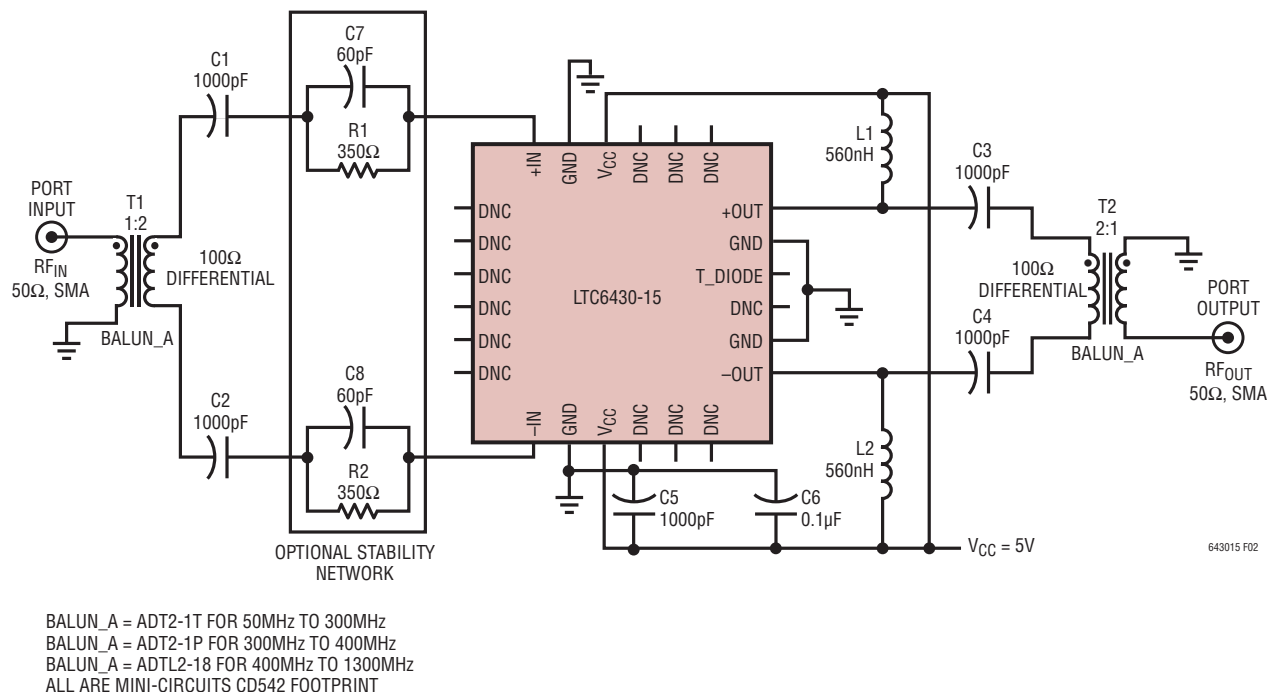 C1
1000pF
C7
60pF
R1
350Ω
PORT
INPUT
RFIN
50Ω, SMA
T1
1:2
BALUN_A
100Ω
DIFFERENTIAL
C2
1000pF
C8
60pF
R2
350Ω
OPTIONAL STABILITY
NETWORK
+IN
GND
VCC
DNC
DNC
DNC
DNC
DNC
DNC
DNC
DNC
DNC
LTC6430-15
+OUT
GND
T_DIODE
DNC
GND
–OUT
–IN
GND
VCC
DNC
DNC
DNC
L1
560nH
C3
1000pF
T2
2:1
100Ω
DIFFERENTIAL
C4
1000pF
BALUN_A
PORT
OUTPUT
RFOUT
50Ω, SMA
L2
560nH
C5
1000pF
C6
0.1µF
VCC = 5V
643015 F02
BALUN_A = ADT2-1T FOR 50MHz TO 300MHz
BALUN_A = ADT2-1P FOR 300MHz TO 400MHz
BALUN_A = ADTL2-18 FOR 400MHz TO 1300MHz
ALL ARE MINI-CIRCUITS CD542 FOOTPRINT